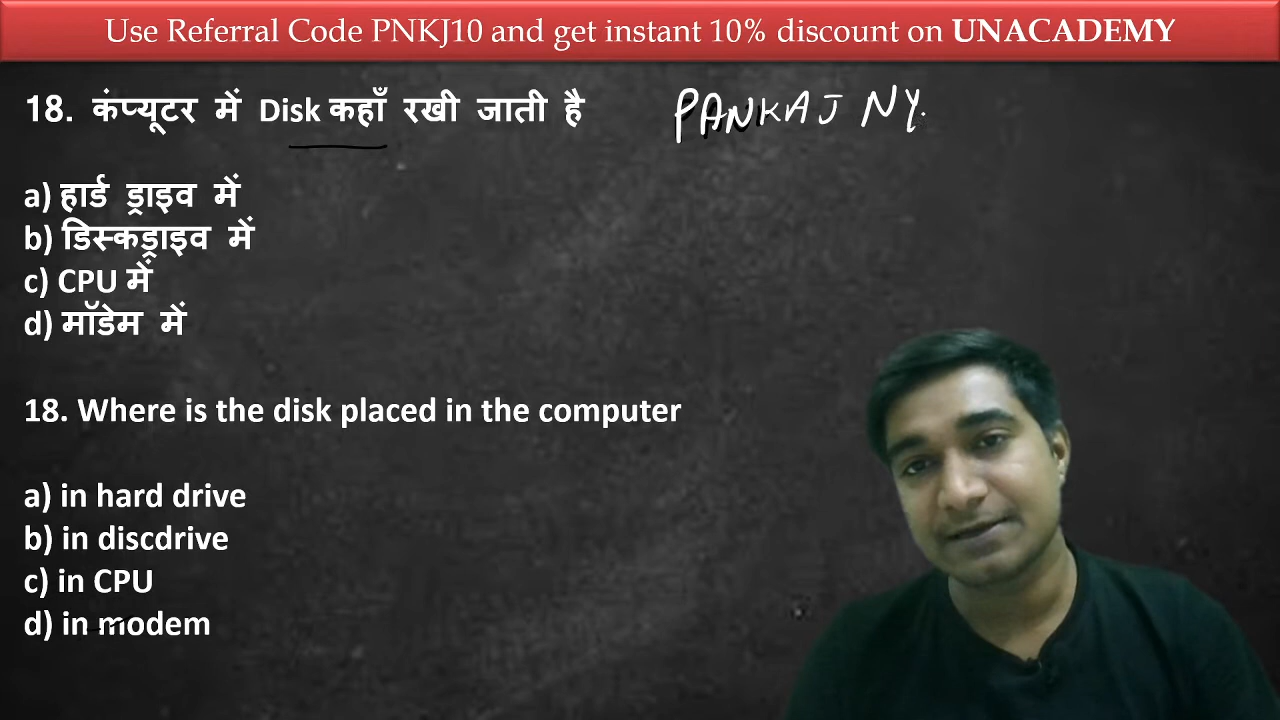 Use Referral Code PNKJ10 and get instant 10% discount on UNACADEMY
18. कंप्यूटर में Disk कहाँ रखी जाती है
PANKAJ NY.
a) हार्ड ड्राइव में
b) डिस्कड्राइव में
c) CPU में
d) मॉडेम में
18. Where is the disk placed in the computer
a) in hard drive
b) in discdrive
c) in CPU
d) in modem